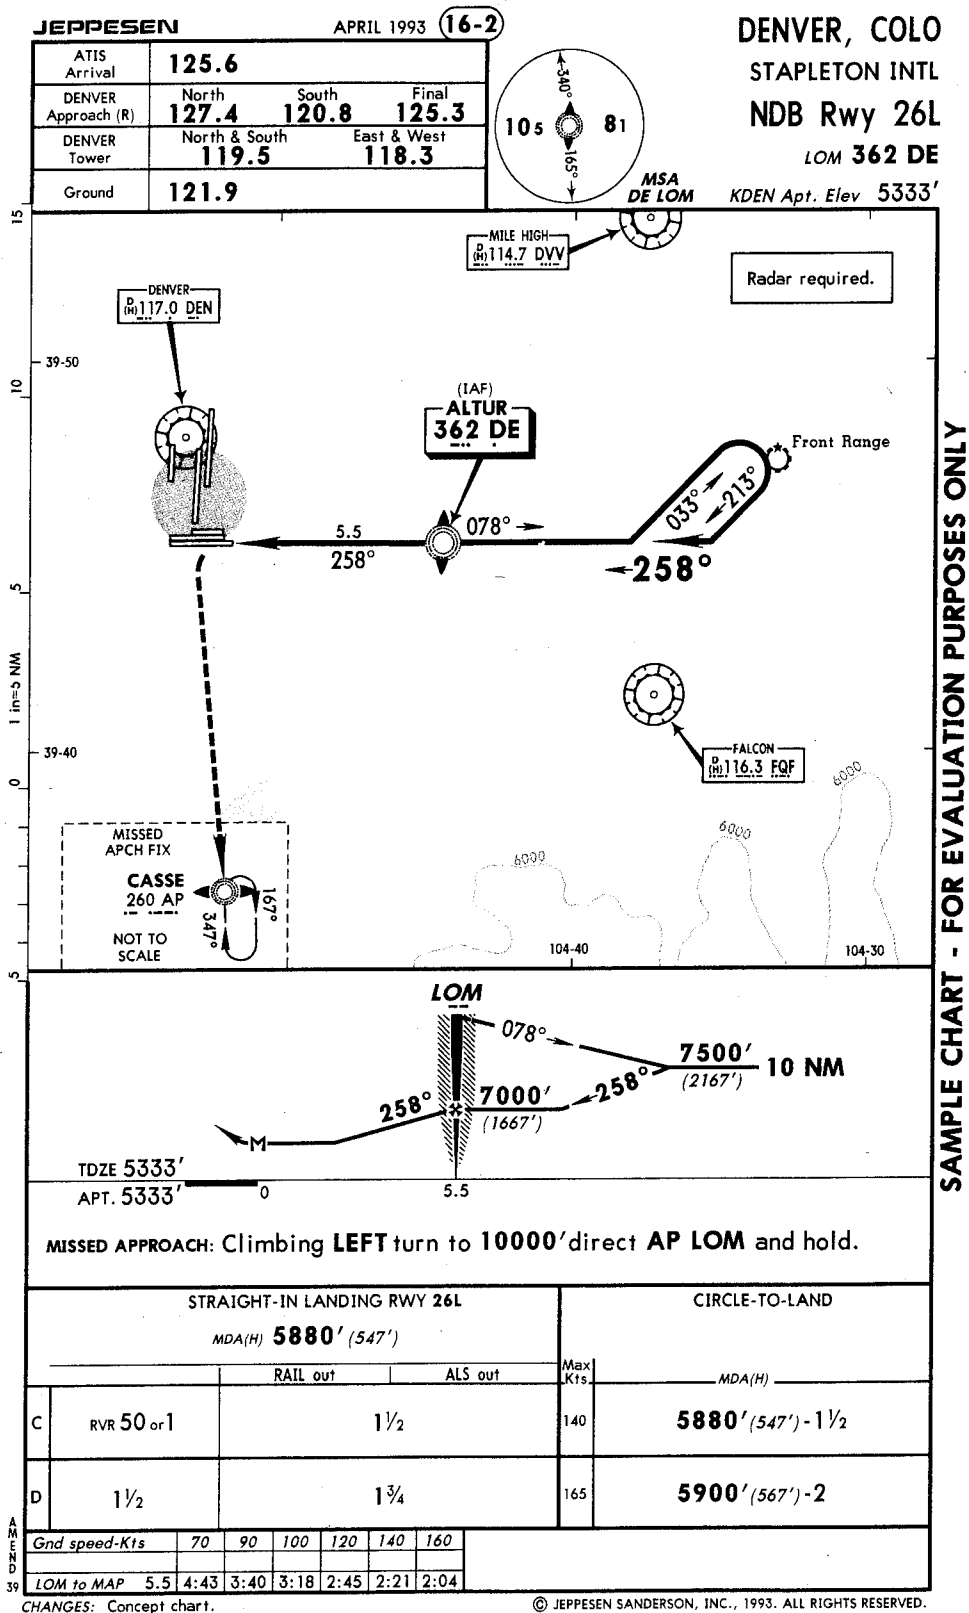 JEPPESEN APRIL 1993 16-2
DENVER, COLO
STAPLETON INTL
NDB Rwy 26L
LOM 362 DE
KDEN Apt. Elev 5333'
ATIS Arrival 125.6
DENVER Approach (R)
North South Final
127.4 120.8 125.3
DENVER Tower
North & South East & West
119.5 118.3
Ground 121.9
340°
105 81
165°
MSA
DE LOM
15
MILE HIGH
D
(H) 114.7 DVV
Radar required.
DENVER
D
(H) 117.0 DEN
39-50
10
(IAF)
ALTUR
362 DE
Front Range
033°
213°
5.5
258°
078°
258°
5
1 in=5 NM
39-40
0
FALCON
D
(H) 116.3 FQF
6000
6000
6000
MISSED
APCH FIX
CASSE
260 AP
167°
347°
NOT TO
SCALE
104-40
104-30
5
SAMPLE CHART - FOR EVALUATION PURPOSES ONLY
LOM
078°
7500'
(2167')
10 NM
258°
7000'
(1667')
258°
M
TDZE 5333'
APT. 5333'
0
5.5
MISSED APPROACH: Climbing LEFT turn to 10000' direct AP LOM and hold.
STRAIGHT-IN LANDING RWY 26L
MDA(H) 5880' (547')
RAIL out ALS out
CIRCLE-TO-LAND
Max
Kts
MDA(H)
C RVR 50 or 1 1½ 140 5880' (547') - 1½
D 1½ 1¾ 165 5900' (567') - 2
Gnd speed-Kts 70 90 100 120 140 160
LOM to MAP 5.5 4:43 3:40 3:18 2:45 2:21 2:04
AMEND
39
CHANGES: Concept chart.
© JEPPESEN SANDERSON, INC., 1993. ALL RIGHTS RESERVED.